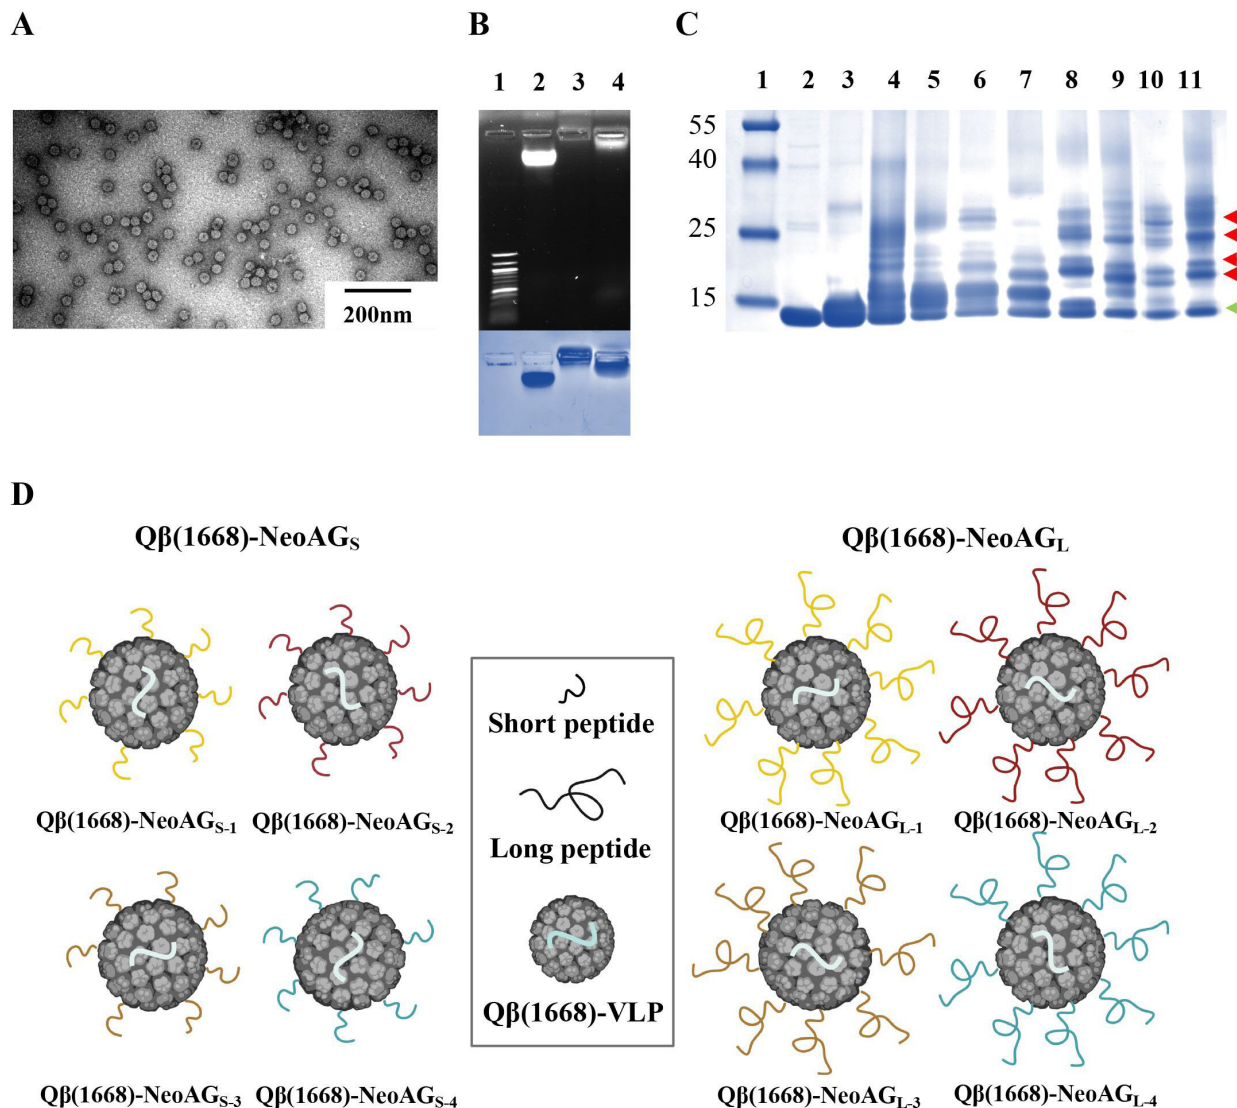 A
B
C
1 2 3 4
1 2 3 4 5 6 7 8 9 10 11
55
40
25
15
200nm
D
Qβ(1668)-NeoAGS
Qβ(1668)-NeoAGL
Qβ(1668)-NeoAGS-1
Qβ(1668)-NeoAGS-2
Short peptide
Long peptide
Qβ(1668)-VLP
Qβ(1668)-NeoAGL-1
Qβ(1668)-NeoAGL-2
Qβ(1668)-NeoAGS-3
Qβ(1668)-NeoAGS-4
Qβ(1668)-NeoAGL-3
Qβ(1668)-NeoAGL-4